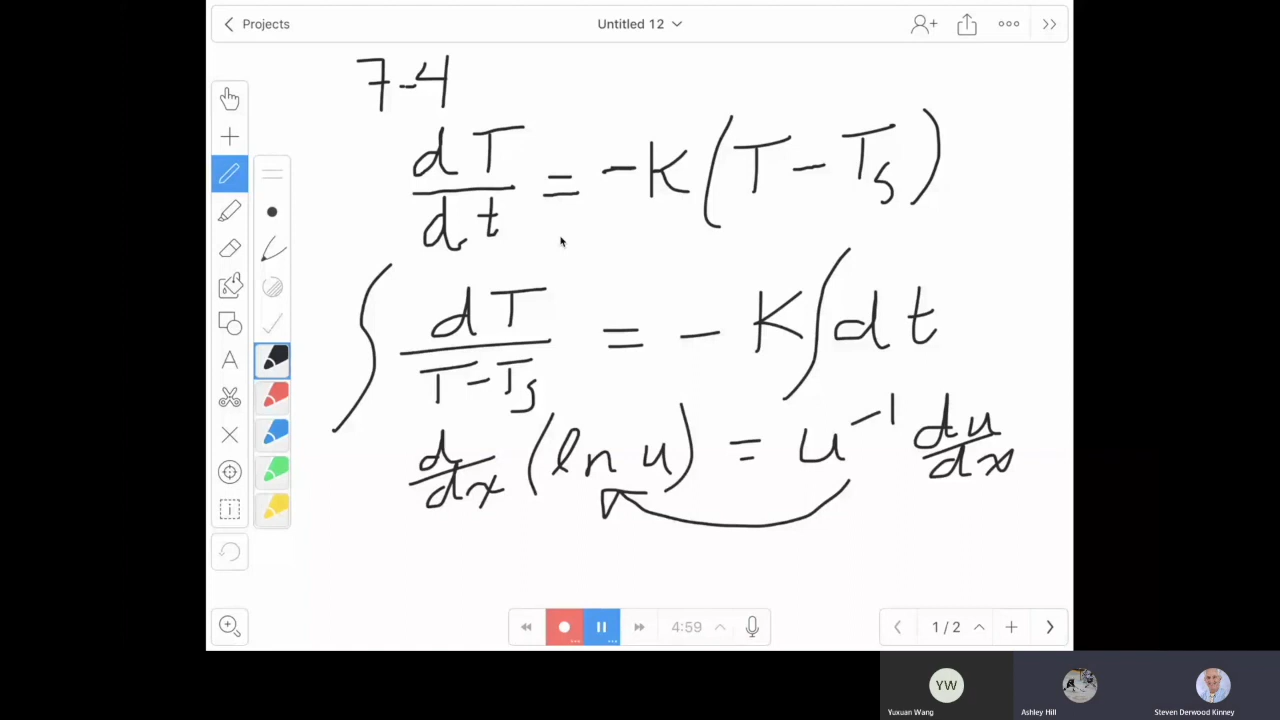 Projects
Untitled 12
7-4
dT/dt = -K(T - Ts)
∫ dT/(T-Ts) = - K∫dt
d/dx (ln u) = u⁻¹ du/dx
A
4:59
1 / 2
YW
Yuxuan Wang
Ashley Hill
Steven Derwood Kinney